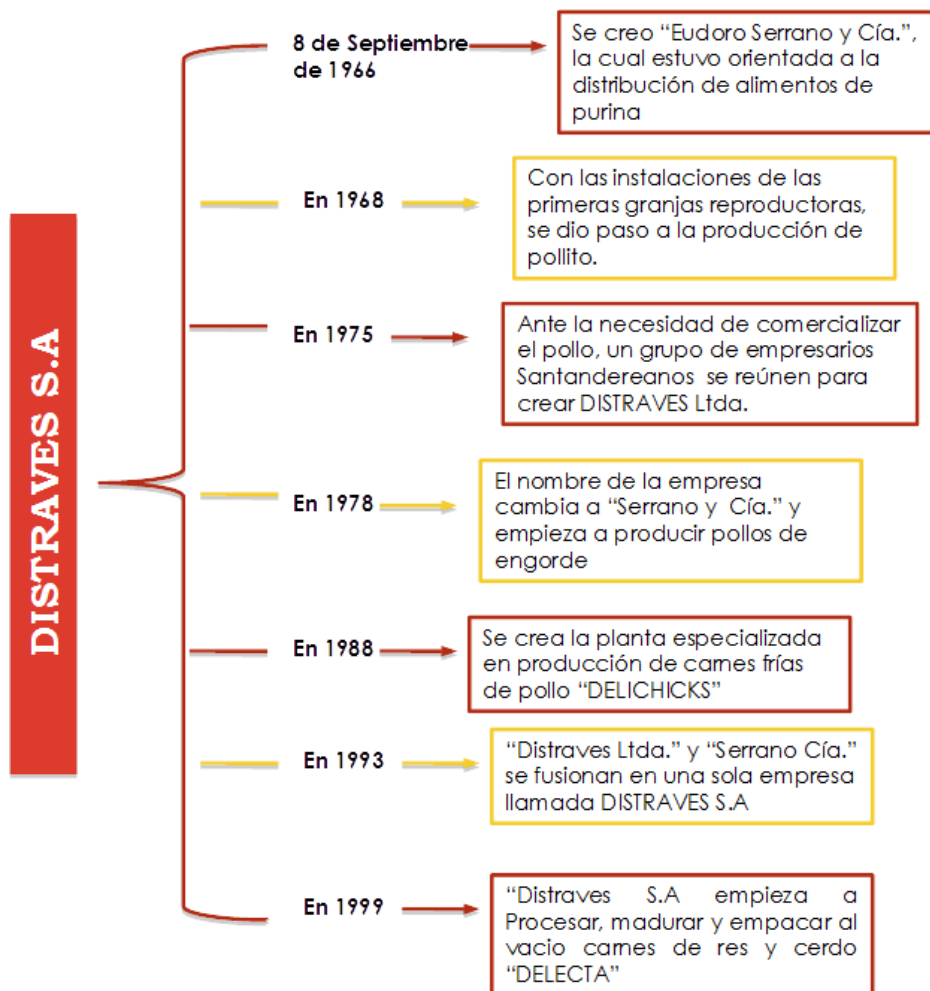 DISTRAVES S.A
8 de Septiembre
de 1966
Se creo “Eudoro Serrano y Cía.”,
la cual estuvo orientada a la
distribución de alimentos de
purina
En 1968
Con las instalaciones de las
primeras granjas reproductoras,
se dio paso a la producción de
pollito.
En 1975
Ante la necesidad de comercializar
el pollo, un grupo de empresarios
Santandereanos se reúnen para
crear DISTRAVES Ltda.
En 1978
El nombre de la empresa
cambia a “Serrano y Cía.” y
empieza a producir pollos de
engorde
En 1988
Se crea la planta especializada
en producción de carnes frías
de pollo “DELICHICKS”
En 1993
“Distraves Ltda.” y “Serrano Cía.”
se fusionan en una sola empresa
llamada DISTRAVES S.A
En 1999
“Distraves S.A empieza a
Procesar, madurar y empacar al
vacio carnes de res y cerdo
“DELECTA”